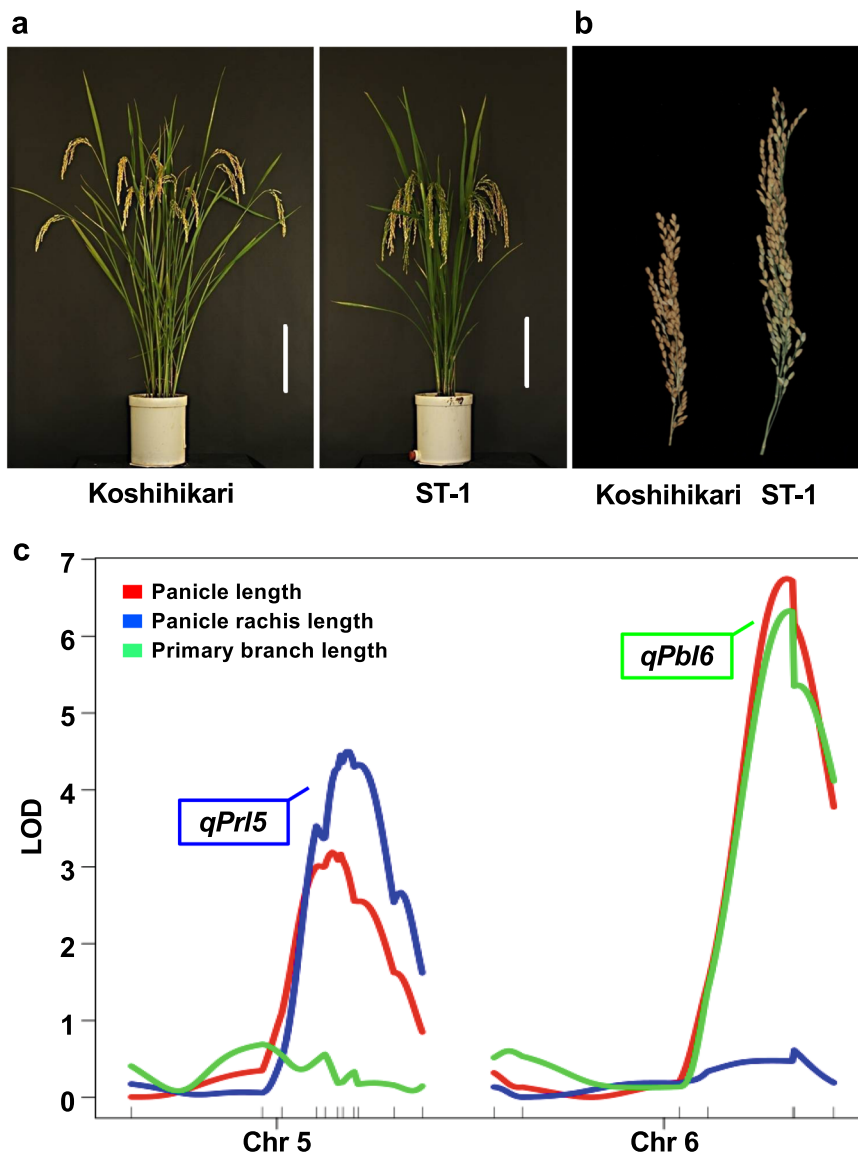 a
b
Koshihikari
ST-1
Koshihikari ST-1
c
7
6
5
4
3
2
1
0
LOD
Panicle length
Panicle rachis length
Primary branch length
qPrl5
qPbl6
Chr 5
Chr 6